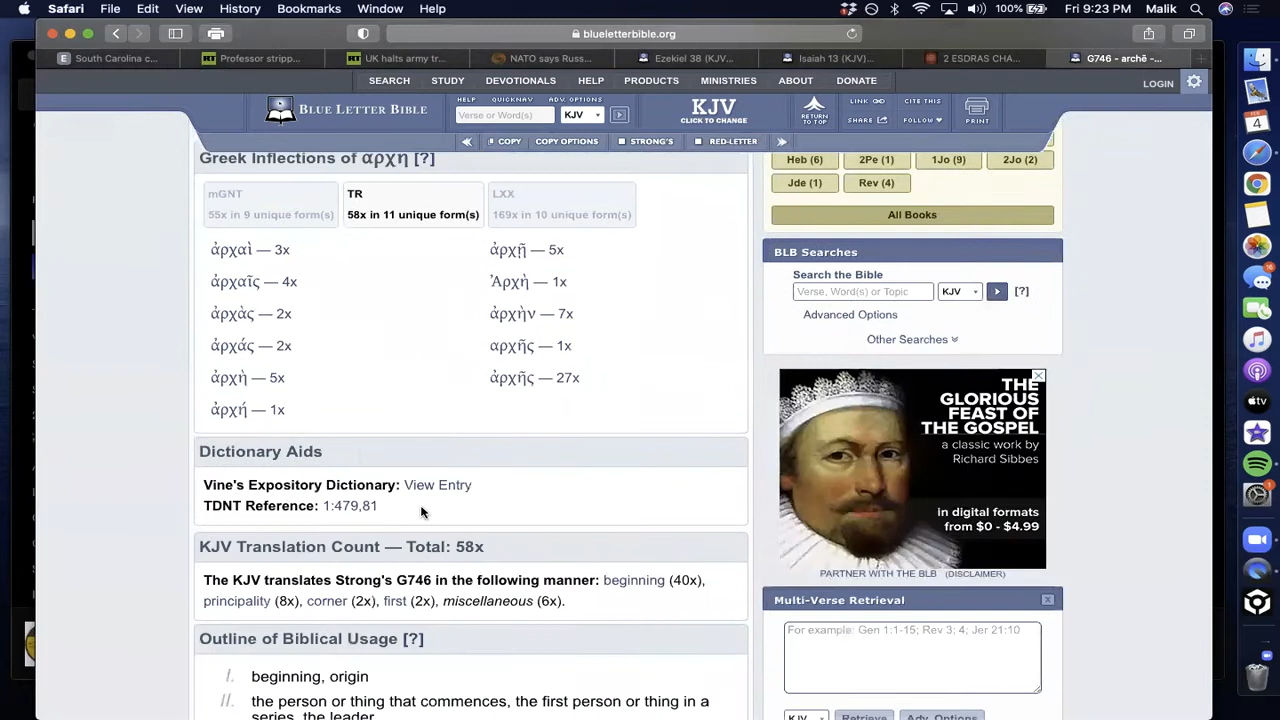 Safari File Edit View History Bookmarks Window Help 100% Fri 9:23 PM Malik
blueletterbible.org
South Carolina c... Professor stripp... UK halts army tr... NATO says Russ... Ezekiel 38 (KJV... Isaiah 13 (KJV)... 2 ESDRAS CHA... G746 - archē -...
SEARCH STUDY DEVOTIONALS HELP PRODUCTS MINISTRIES ABOUT DONATE LOGIN
BLUE LETTER BIBLE
HELP QUICKNAV ADV. OPTIONS
Verse or Word(s) KJV
KJV
CLICK TO CHANGE
RETURN
TO TOP
LINK CITE THIS
SHARE FOLLOW
PRINT
COPY COPY OPTIONS STRONG'S RED-LETTER
Greek Inflections of αρχη [?]
mGNT
55x in 9 unique form(s)
TR
58x in 11 unique form(s)
LXX
169x in 10 unique form(s)
ἀρχαὶ — 3x
ἀρχαῖς — 4x
ἀρχὰς — 2x
ἀρχάς — 2x
ἀρχὴ — 5x
ἀρχή — 1x
ἀρχῇ — 5x
Ἀρχὴ — 1x
ἀρχὴν — 7x
αρχῆς — 1x
ἀρχῆς — 27x
Dictionary Aids
Vine's Expository Dictionary: View Entry
TDNT Reference: 1:479,81
KJV Translation Count — Total: 58x
The KJV translates Strong's G746 in the following manner: beginning (40x),
principality (8x), corner (2x), first (2x), miscellaneous (6x).
Outline of Biblical Usage [?]
I. beginning, origin
II. the person or thing that commences, the first person or thing in a
series, the leader
Heb (6) 2Pe (1) 1Jo (9) 2Jo (2)
Jde (1) Rev (4)
All Books
BLB Searches
Search the Bible
Verse, Word(s) or Topic KJV [?]
Advanced Options
Other Searches
THE
GLORIOUS
FEAST OF
THE GOSPEL
a classic work by
Richard Sibbes
in digital formats
from $0 - $4.99
PARTNER WITH THE BLB (DISCLAIMER)
Multi-Verse Retrieval x
For example: Gen 1:1-15; Rev 3; 4; Jer 21:10
KJV Retrieve Adv. Options
FEB
4
tv
16
1